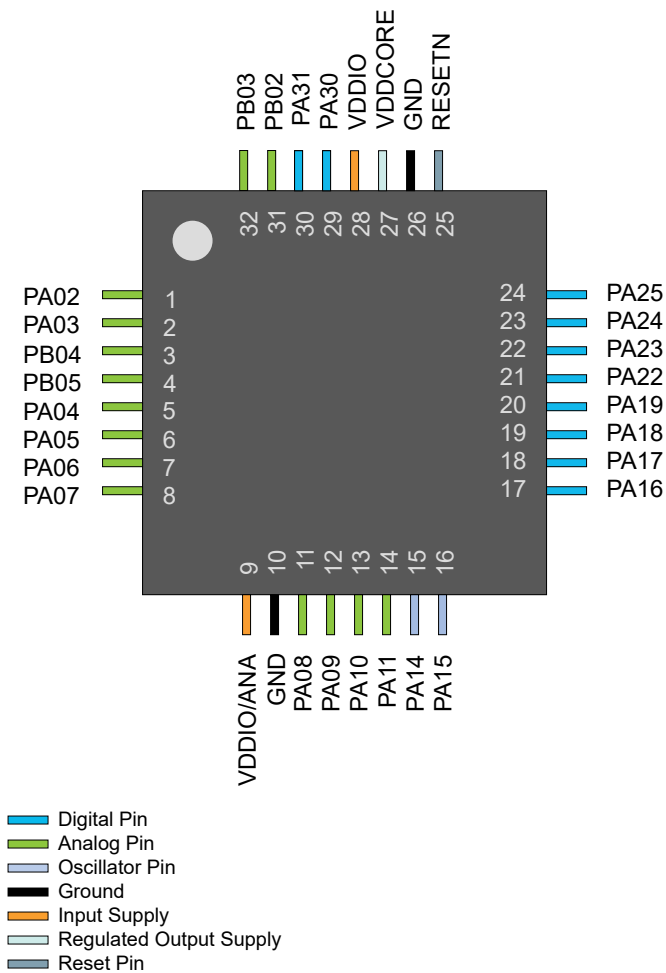 PB03
PB02
PA31
PA30
VDDIO
VDDCORE
GND
RESETN
32
31
30
29
28
27
26
25
PA02 1
PA03 2
PB04 3
PB05 4
PA04 5
PA05 6
PA06 7
PA07 8
24 PA25
23 PA24
22 PA23
21 PA22
20 PA19
19 PA18
18 PA17
17 PA16
9
10
11
12
13
14
15
16
VDDIO/ANA
GND
PA08
PA09
PA10
PA11
PA14
PA15
Digital Pin
Analog Pin
Oscillator Pin
Ground
Input Supply
Regulated Output Supply
Reset Pin